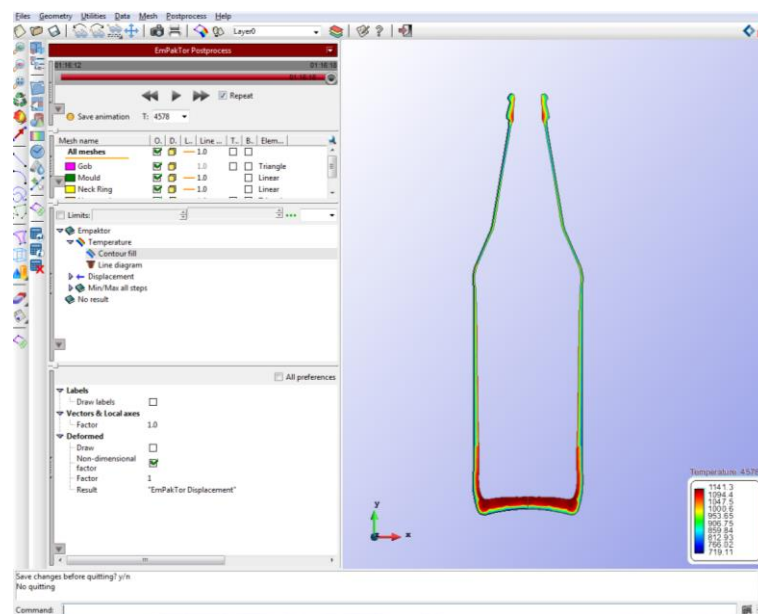 Files Geometry Utilities Data Mesh Postprocess Help
Layer0
EmPakTor Postprocess
01:16:12 01:16:18
01:16:18
Repeat
Save animation T: 4578
Mesh name O.. D.. L.. Line ... T.. B.. Elem...
All meshes 1.0
Gob 1.0 Triangle
Mould 1.0 Linear
Neck Ring 1.0 Linear
Limits:
Empaktor
Temperature
Contour fill
Line diagram
Displacement
Min/Max all steps
No result
All preferences
Labels
Draw labels
Vectors & Local axes
Factor 1.0
Deformed
Draw
Non-dimensional
factor
Factor 1
Result "EmPakTor Displacement"
y
x
Temperature: 4578
1141.3
1094.4
1047.5
1000.6
953.65
906.75
859.84
812.93
766.02
719.11
Save changes before quitting? y/n
No quitting
Command: